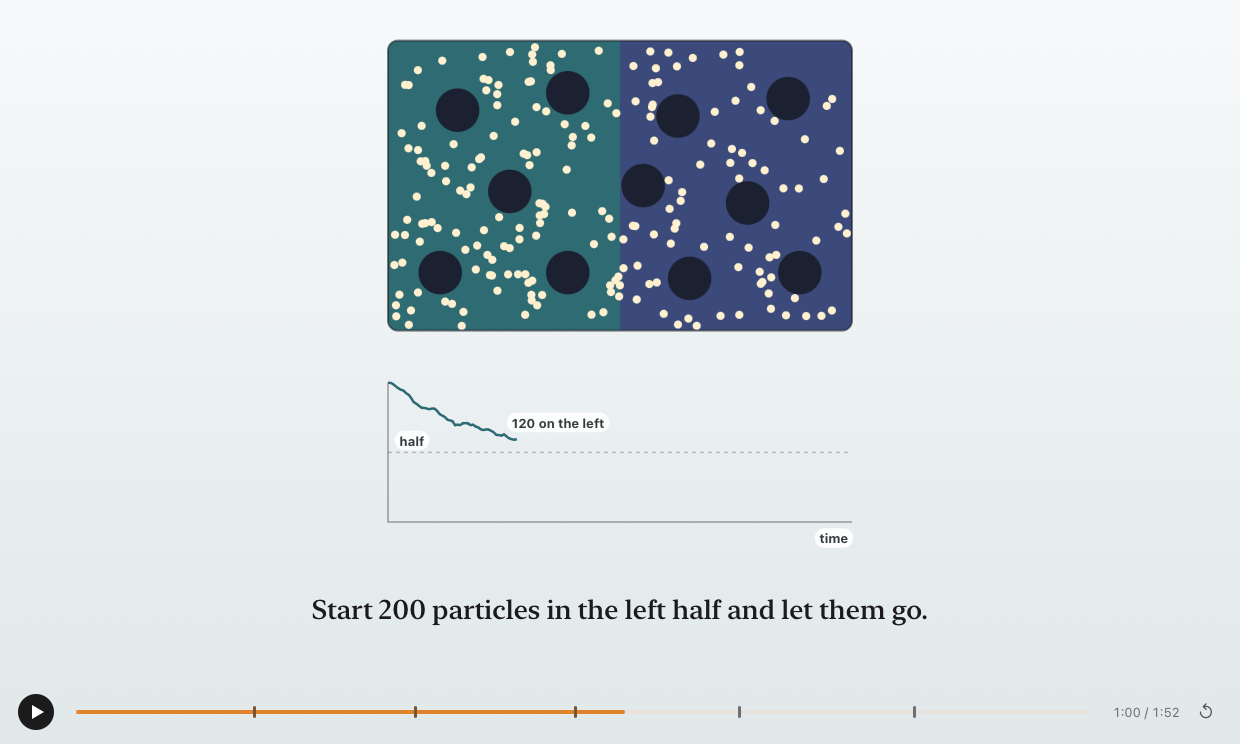 120 on the left
half
time
Start 200 particles in the left half and let them go.
1:00 / 1:52